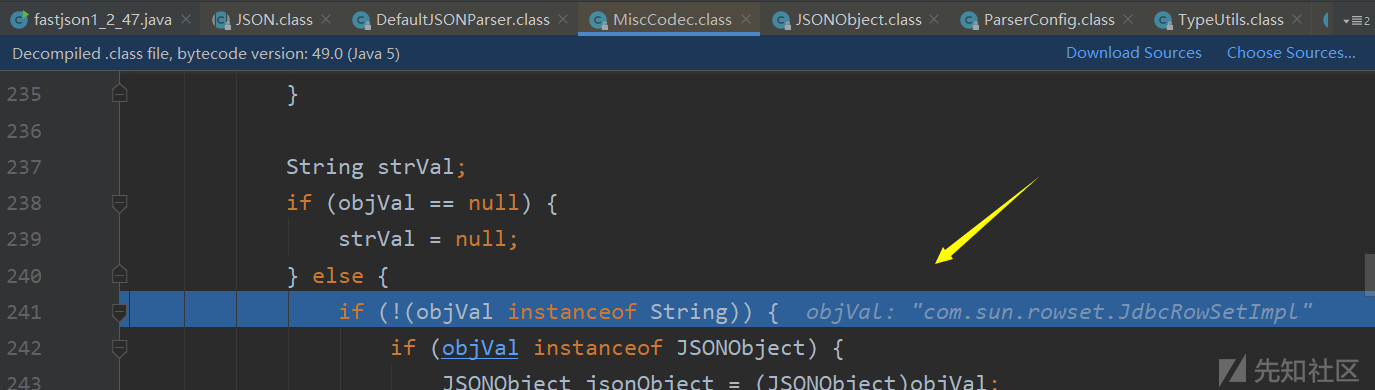 fastjson1_2_47.java JSON.class DefaultJSONParser.class MiscCodec.class JSONObject.class ParserConfig.class TypeUtils.class 2
Decompiled .class file, bytecode version: 49.0 (Java 5) Download Sources Choose Sources...
235 }
236
237 String strVal;
238 if (objVal == null) {
239 strVal = null;
240 } else {
241 if (!(objVal instanceof String)) { objVal: "com.sun.rowset.JdbcRowSetImpl"
242 if (objVal instanceof JSONObject) {
243 JSONObject jsonObject = (JSONObject)objVal;
先知社区